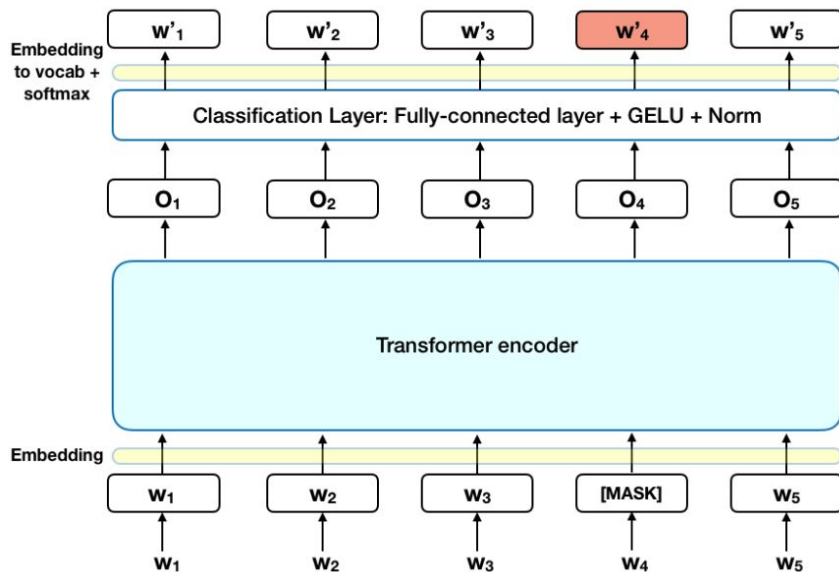 Embedding
to vocab +
softmax
w'₁ w'₂ w'₃ w'₄ w'₅
Classification Layer: Fully-connected layer + GELU + Norm
O₁ O₂ O₃ O₄ O₅
Transformer encoder
Embedding
w₁ w₂ w₃ [MASK] w₅
w₁ w₂ w₃ w₄ w₅